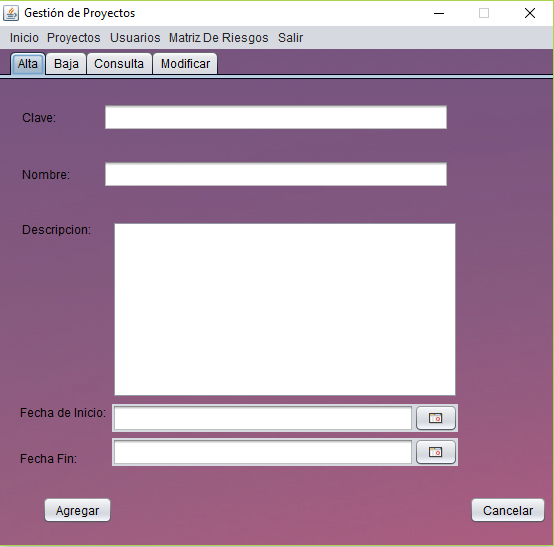 Gestión de Proyectos
Inicio Proyectos Usuarios Matriz De Riesgos Salir
Alta Baja Consulta Modificar
Clave:
Nombre:
Descripcion:
Fecha de Inicio:
Fecha Fin:
Agregar Cancelar